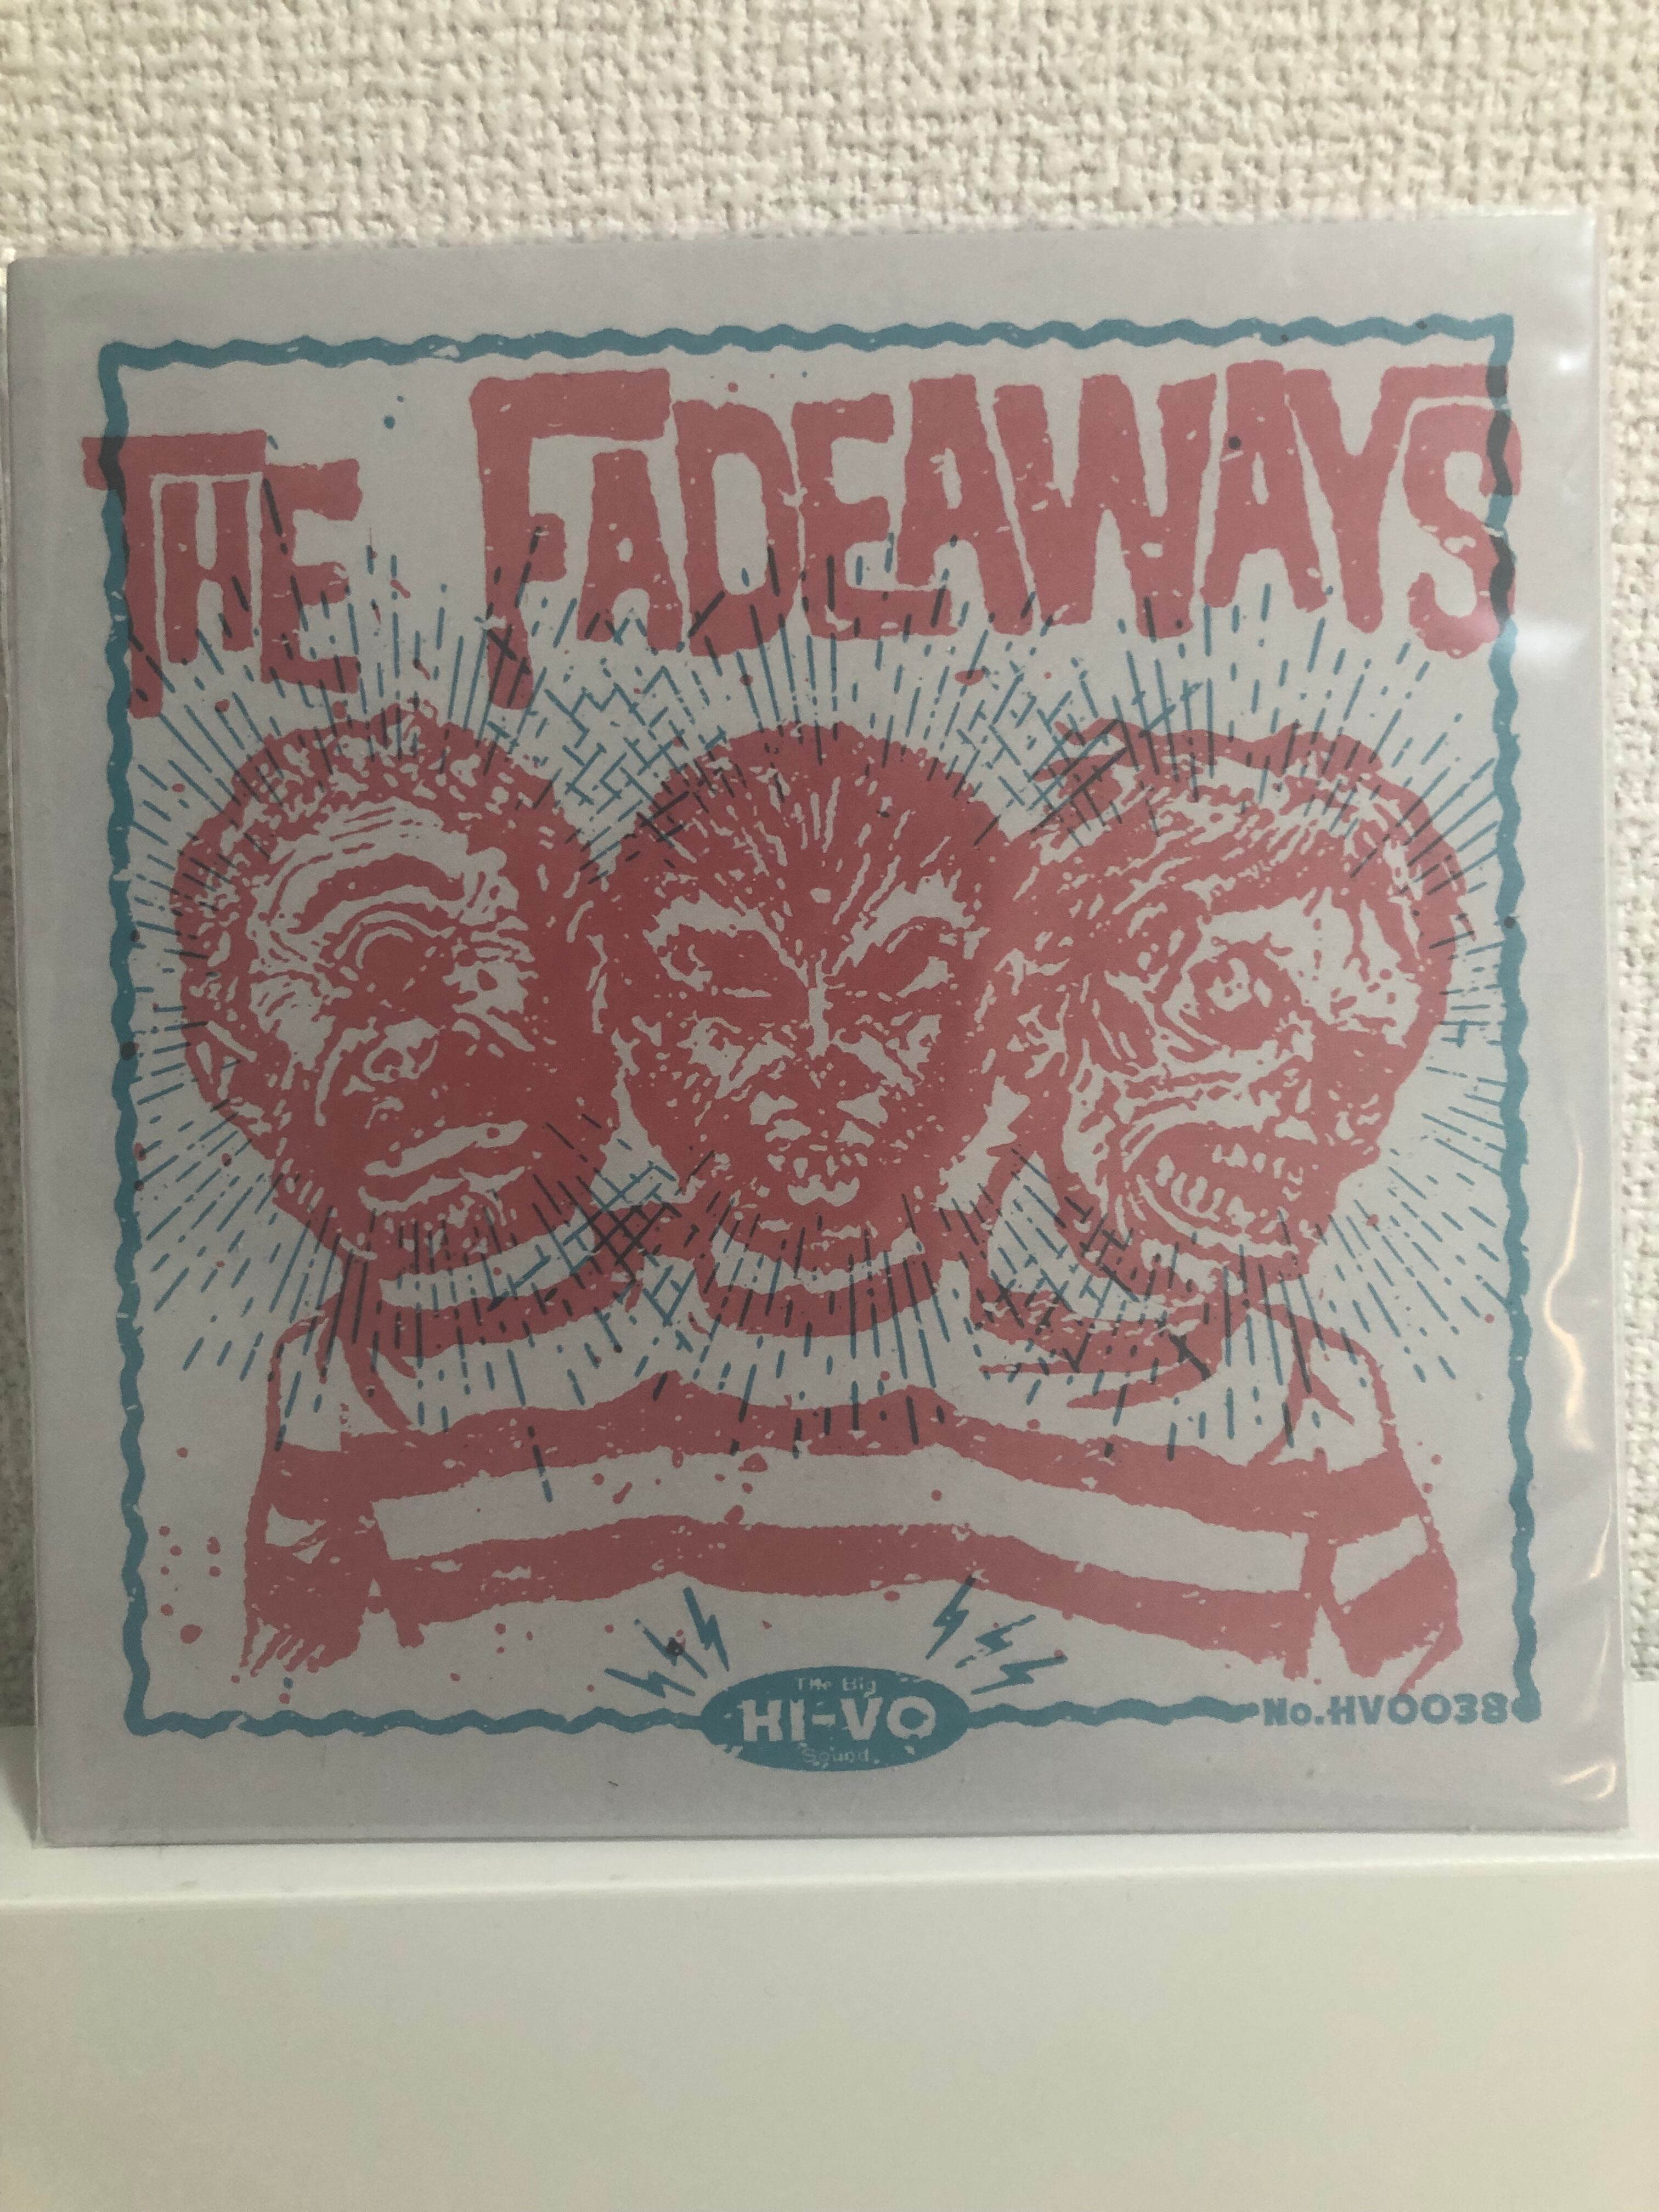 THE FADEAWAYS
The Big
HI-VO
Sound
No.HV0038